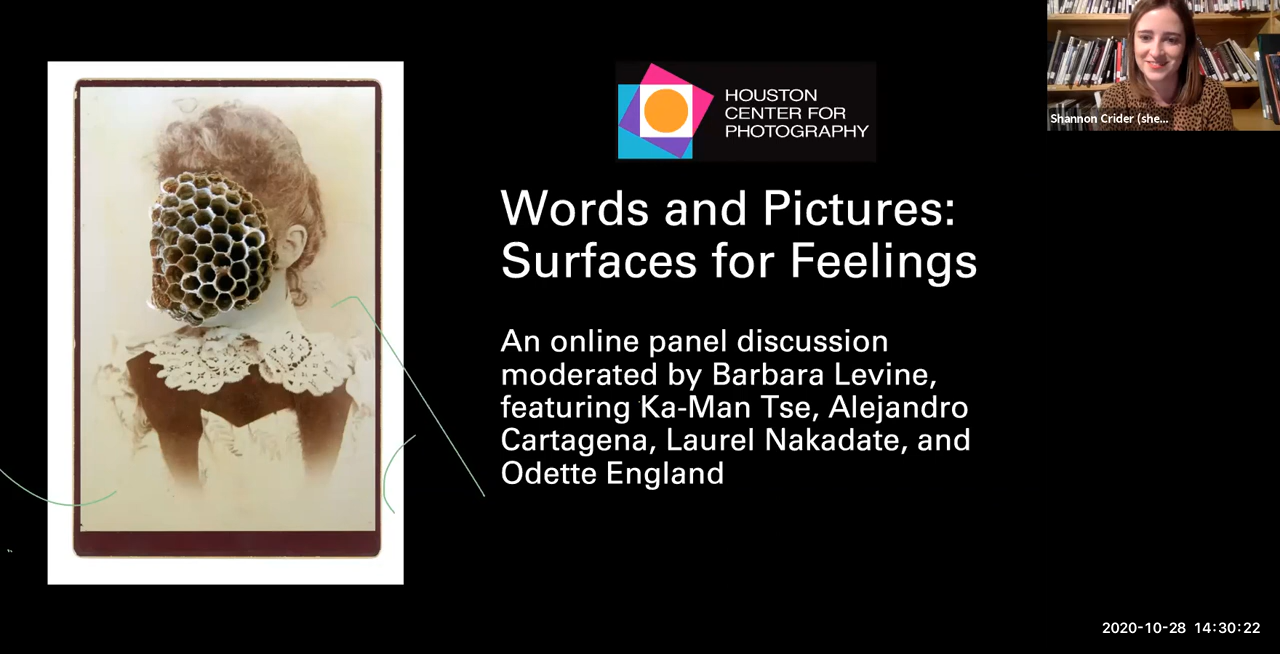 HOUSTON
CENTER FOR
PHOTOGRAPHY
Shannon Crider (she...
Words and Pictures:
Surfaces for Feelings
An online panel discussion
moderated by Barbara Levine,
featuring Ka-Man Tse, Alejandro
Cartagena, Laurel Nakadate, and
Odette England
2020-10-28 14:30:22